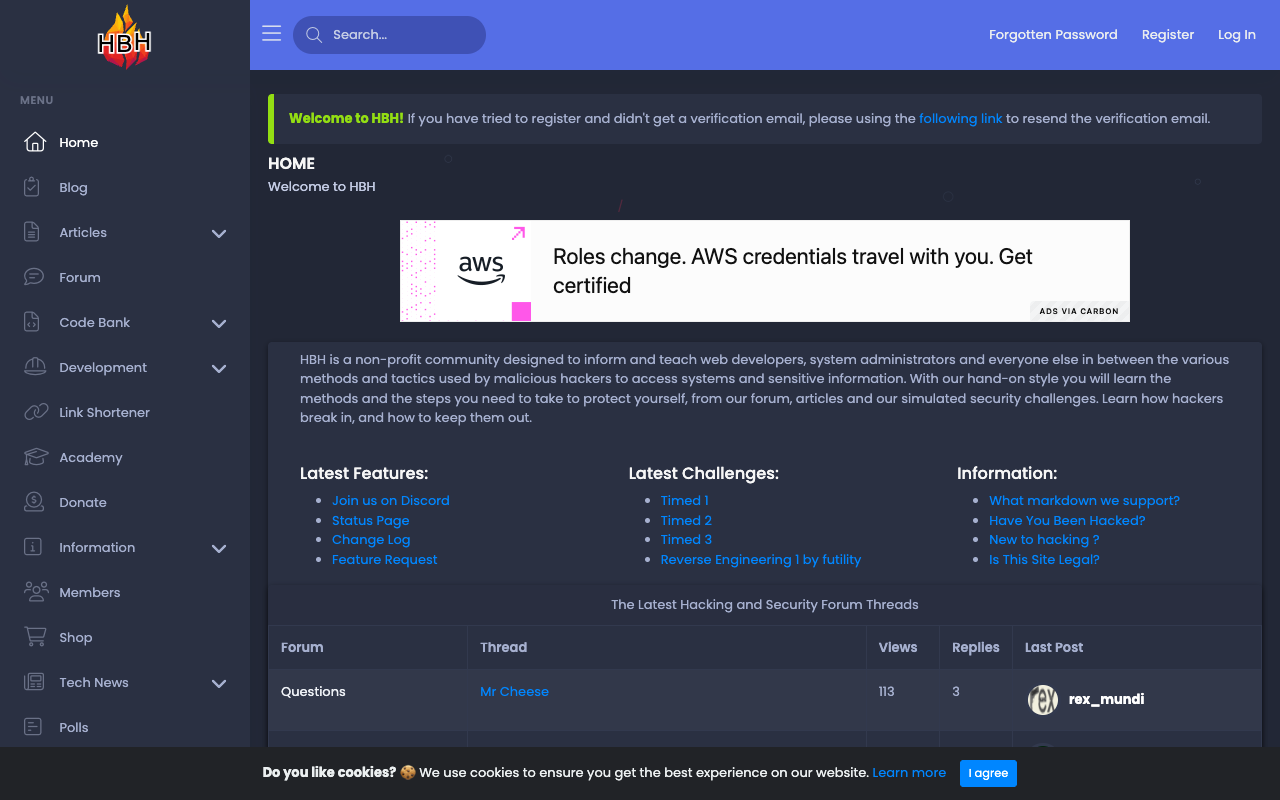 HBH
Search...
Forgotten Password
Register
Log In
MENU
Home
Blog
Articles
Forum
Code Bank
Development
Link Shortener
Academy
Donate
Information
Members
Shop
Tech News
Polls
Welcome to HBH! If you have tried to register and didn't get a verification email, please using the following link to resend the verification email.
HOME
Welcome to HBH
aws
Roles change. AWS credentials travel with you. Get
certified
ADS VIA CARBON
HBH is a non-profit community designed to inform and teach web developers, system administrators and everyone else in between the various
methods and tactics used by malicious hackers to access systems and sensitive information. With our hand-on style you will learn the
methods and the steps you need to take to protect yourself, from our forum, articles and our simulated security challenges. Learn how hackers
break in, and how to keep them out.
Latest Features:
Join us on Discord
Status Page
Change Log
Feature Request
Latest Challenges:
Timed 1
Timed 2
Timed 3
Reverse Engineering 1 by futility
Information:
What markdown we support?
Have You Been Hacked?
New to hacking ?
Is This Site Legal?
The Latest Hacking and Security Forum Threads
Forum Thread Views Replies Last Post
Questions Mr Cheese 113 3 rex_mundi
Do you like cookies? 🍪 We use cookies to ensure you get the best experience on our website. Learn more I agree